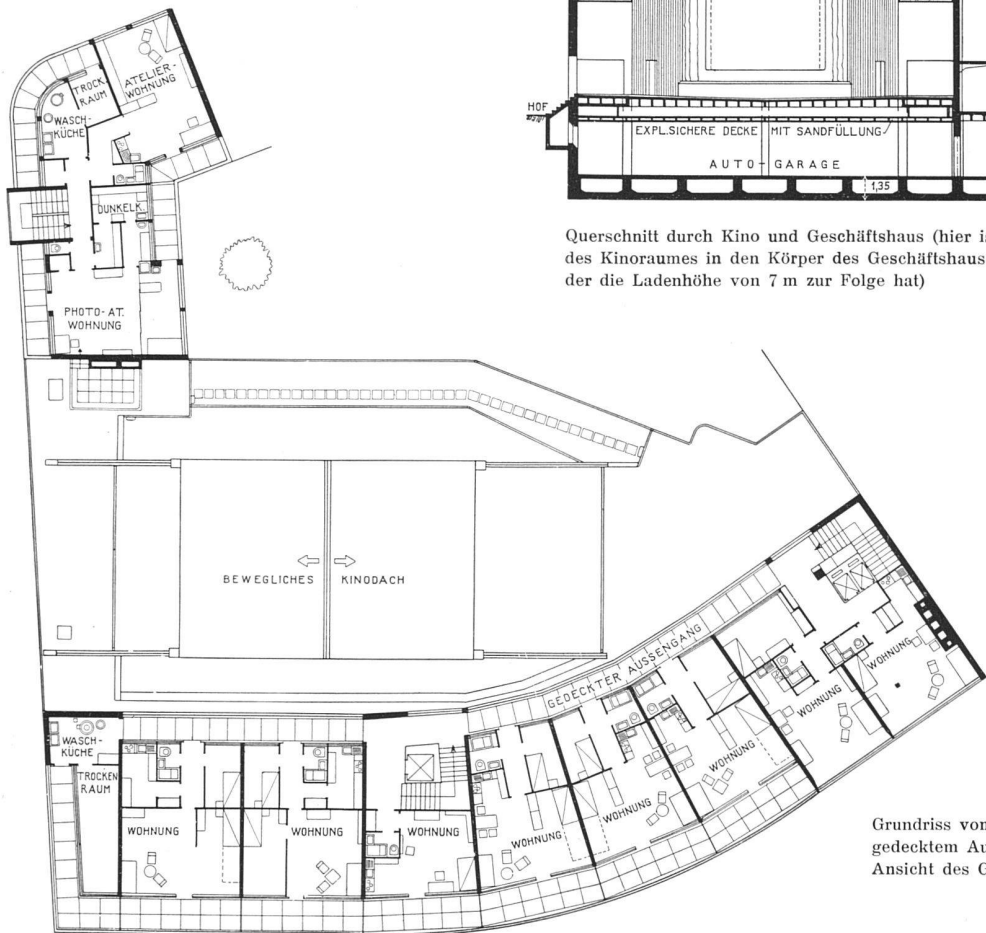 HOF
EXPL.SICHERE DECKE MIT SANDFÜLLUNG
AUTO-GARAGE
1,35
Querschnitt durch Kino und Geschäftshaus (hier is
des Kinoraumes in den Körper des Geschäftshaus
der die Ladenhöhe von 7 m zur Folge hat)
ATELIER-
WOHNUNG
TROCK.
RAUM
WASCH-
KÜCHE
DUNKELK.
PHOTO-AT.
WOHNUNG
BEWEGLICHES KINODACH
GEDECKTER AUSSENGANG
WASCH-
KÜCHE
TROCKEN
RAUM
WOHNUNG
WOHNUNG
WOHNUNG
WOHNUNG
WOHNUNG
WOHNUNG
WOHNUNG
WOHNUNG
Grundriss von
gedecktem Au
Ansicht des G